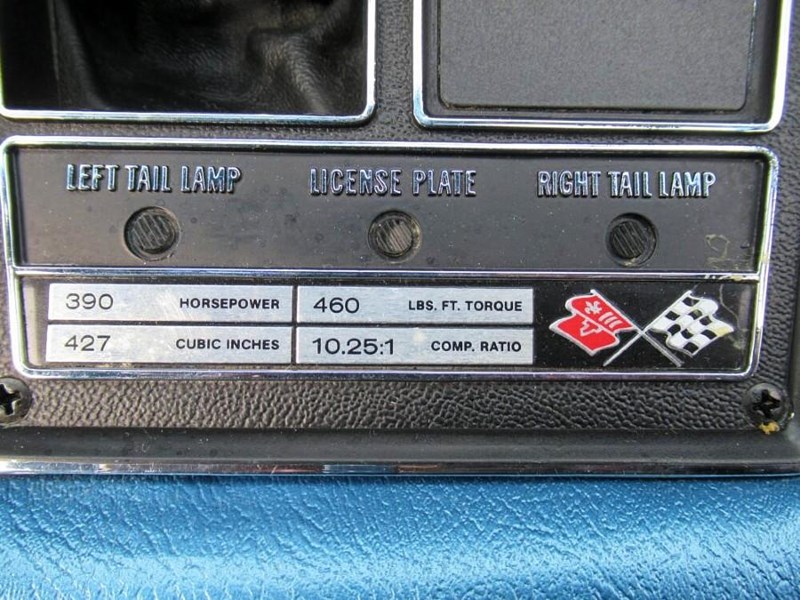 LEFT TAIL LAMP LICENSE PLATE RIGHT TAIL LAMP
390 HORSEPOWER 460 LBS. FT. TORQUE
427 CUBIC INCHES 10.25:1 COMP. RATIO